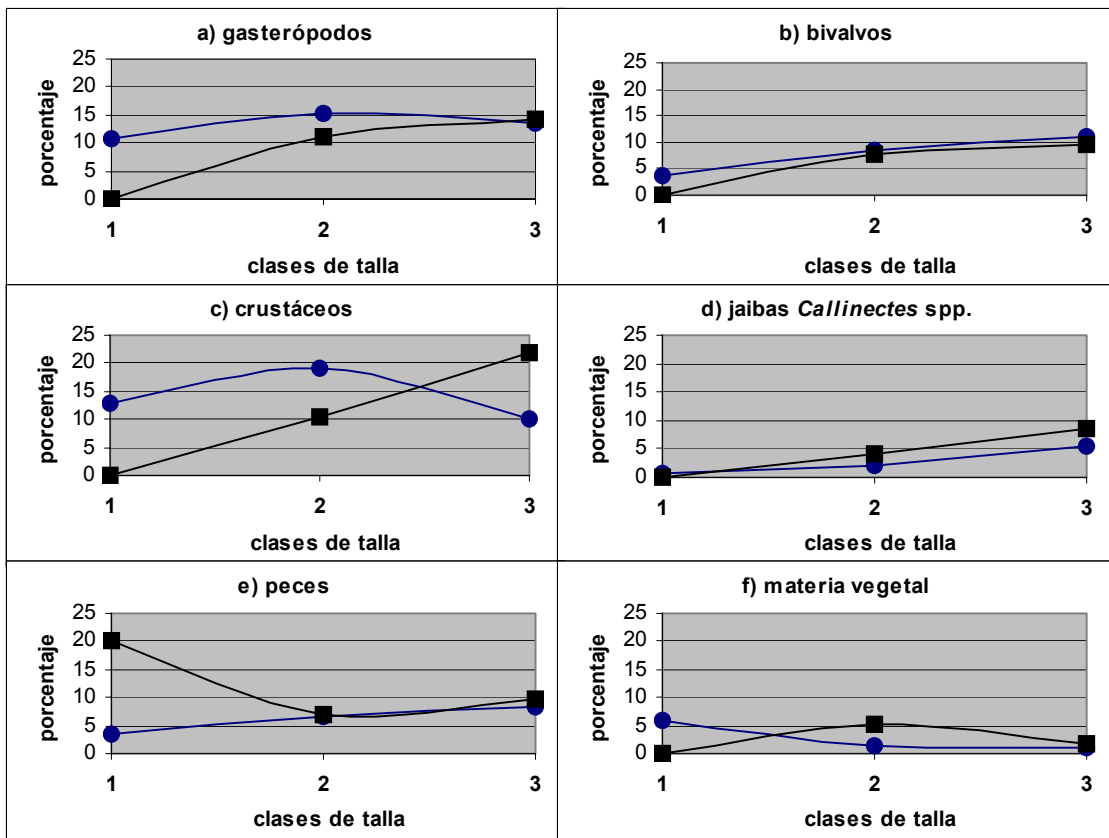 a) gasterópodos
porcentaje
25
20
15
10
5
0
1 2 3
clases de talla
b) bivalvos
porcentaje
25
20
15
10
5
0
1 2 3
clases de talla
c) crustáceos
porcentaje
25
20
15
10
5
0
1 2 3
clases de talla
d) jaibas Callinectes spp.
porcentaje
25
20
15
10
5
0
1 2 3
clases de talla
e) peces
porcentaje
25
20
15
10
5
0
1 2 3
clases de talla
f) materia vegetal
porcentaje
25
20
15
10
5
0
1 2 3
clases de talla